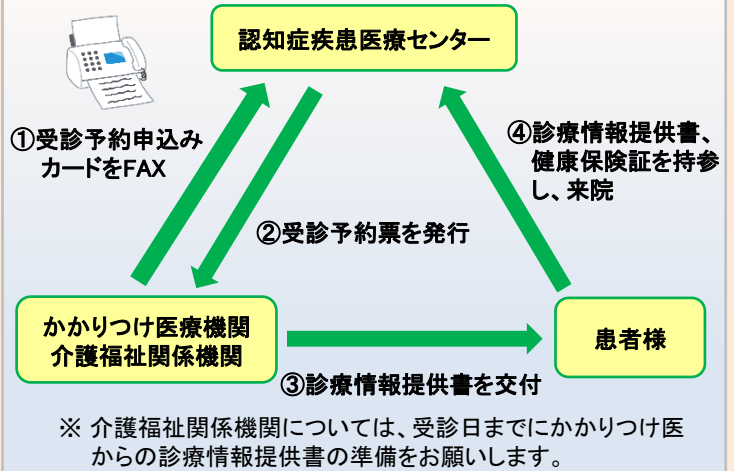 認知症疾患医療センター
①受診予約申込み
カードをFAX
④診療情報提供書、
健康保険証を持参
し、来院
②受診予約票を発行
かかりつけ医療機関
介護福祉関係機関
患者様
③診療情報提供書を交付
※ 介護福祉関係機関については、受診日までにかかりつけ医
からの診療情報提供書の準備をお願いします。